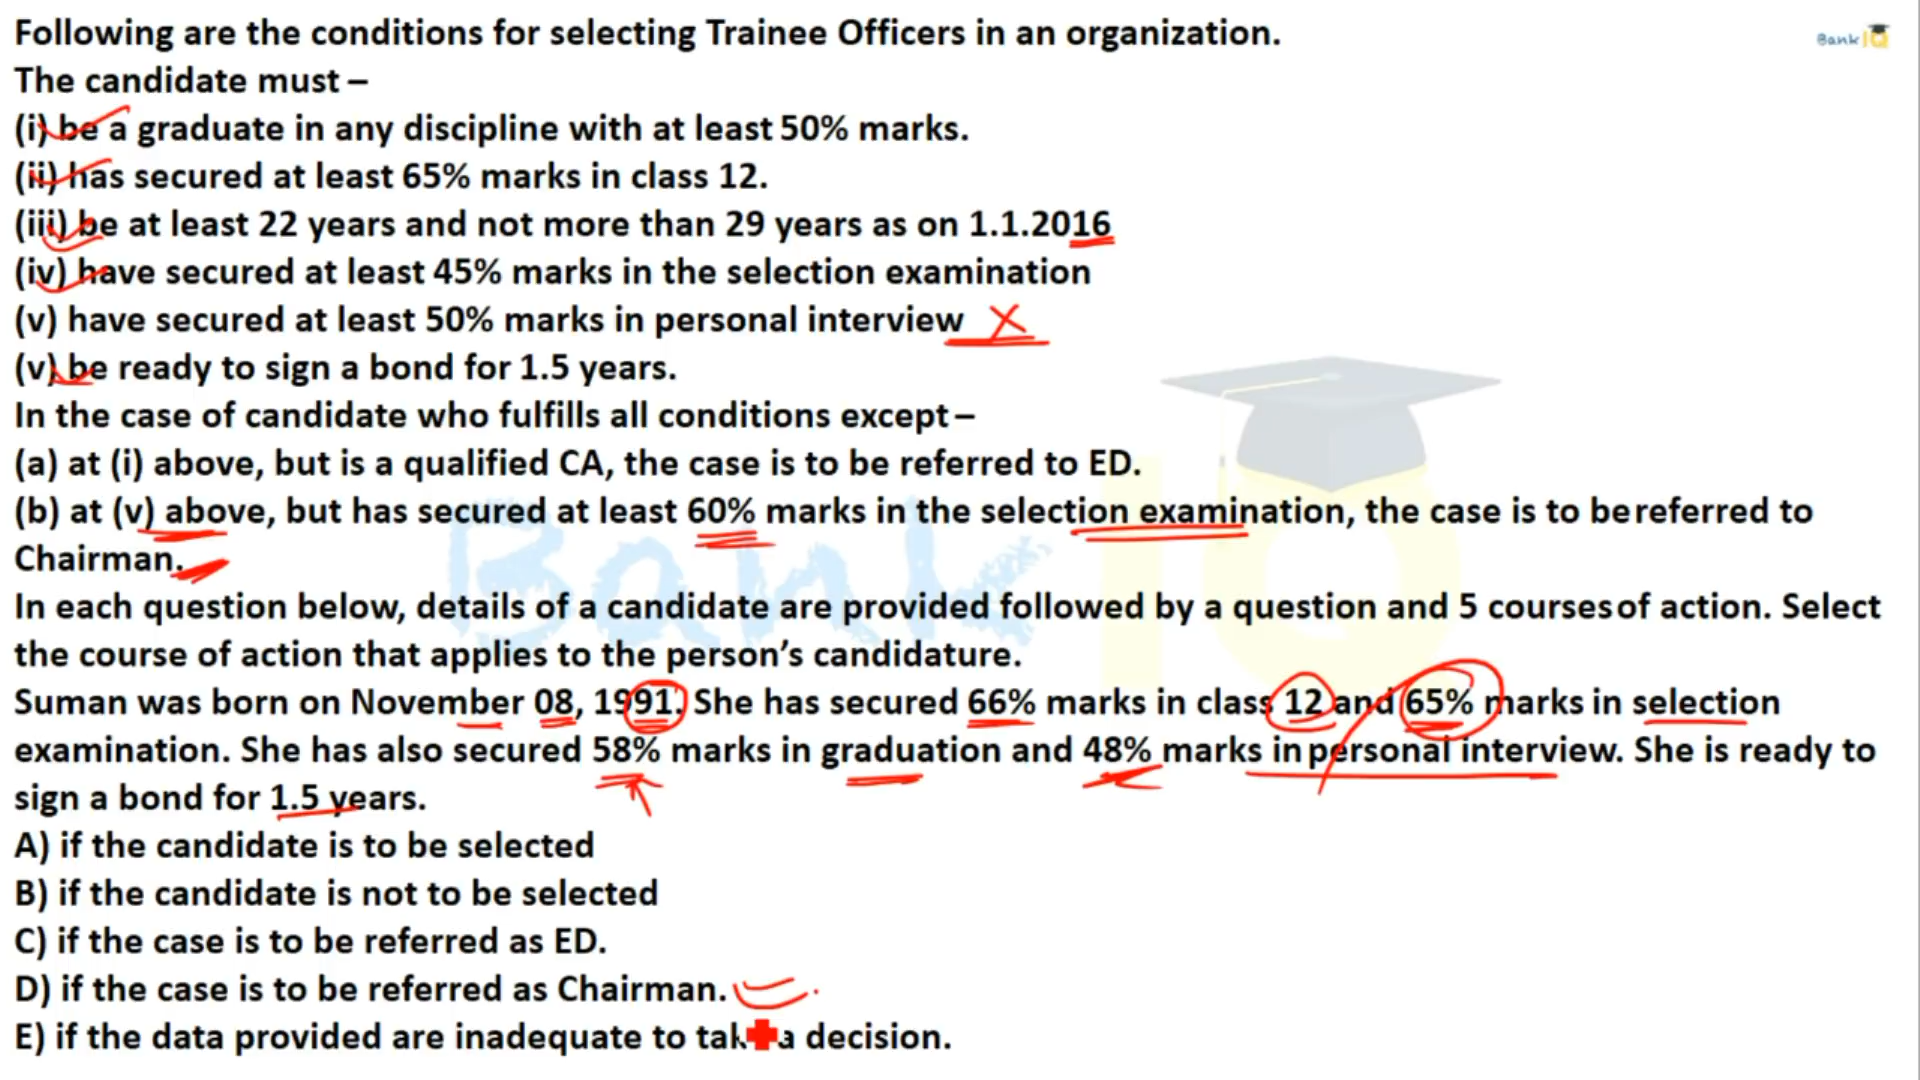 Following are the conditions for selecting Trainee Officers in an organization.
Bank IQ
The candidate must –
(i) be a graduate in any discipline with at least 50% marks.
(ii) has secured at least 65% marks in class 12.
(iii) be at least 22 years and not more than 29 years as on 1.1.2016
(iv) have secured at least 45% marks in the selection examination
(v) have secured at least 50% marks in personal interview
(v) be ready to sign a bond for 1.5 years.
In the case of candidate who fulfills all conditions except –
(a) at (i) above, but is a qualified CA, the case is to be referred to ED.
(b) at (v) above, but has secured at least 60% marks in the selection examination, the case is to be referred to
Chairman.
In each question below, details of a candidate are provided followed by a question and 5 courses of action. Select
the course of action that applies to the person's candidature.
Suman was born on November 08, 1991. She has secured 66% marks in class 12 and 65% marks in selection
examination. She has also secured 58% marks in graduation and 48% marks in personal interview. She is ready to
sign a bond for 1.5 years.
A) if the candidate is to be selected
B) if the candidate is not to be selected
C) if the case is to be referred as ED.
D) if the case is to be referred as Chairman.
E) if the data provided are inadequate to take a decision.
Bank IQ